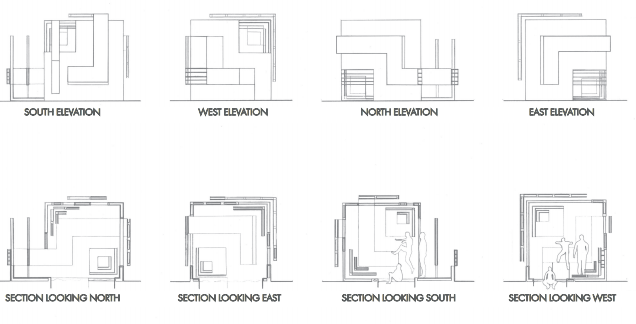 SOUTH ELEVATION
WEST ELEVATION
NORTH ELEVATION
EAST ELEVATION
SECTION LOOKING NORTH
SECTION LOOKING EAST
SECTION LOOKING SOUTH
SECTION LOOKING WEST